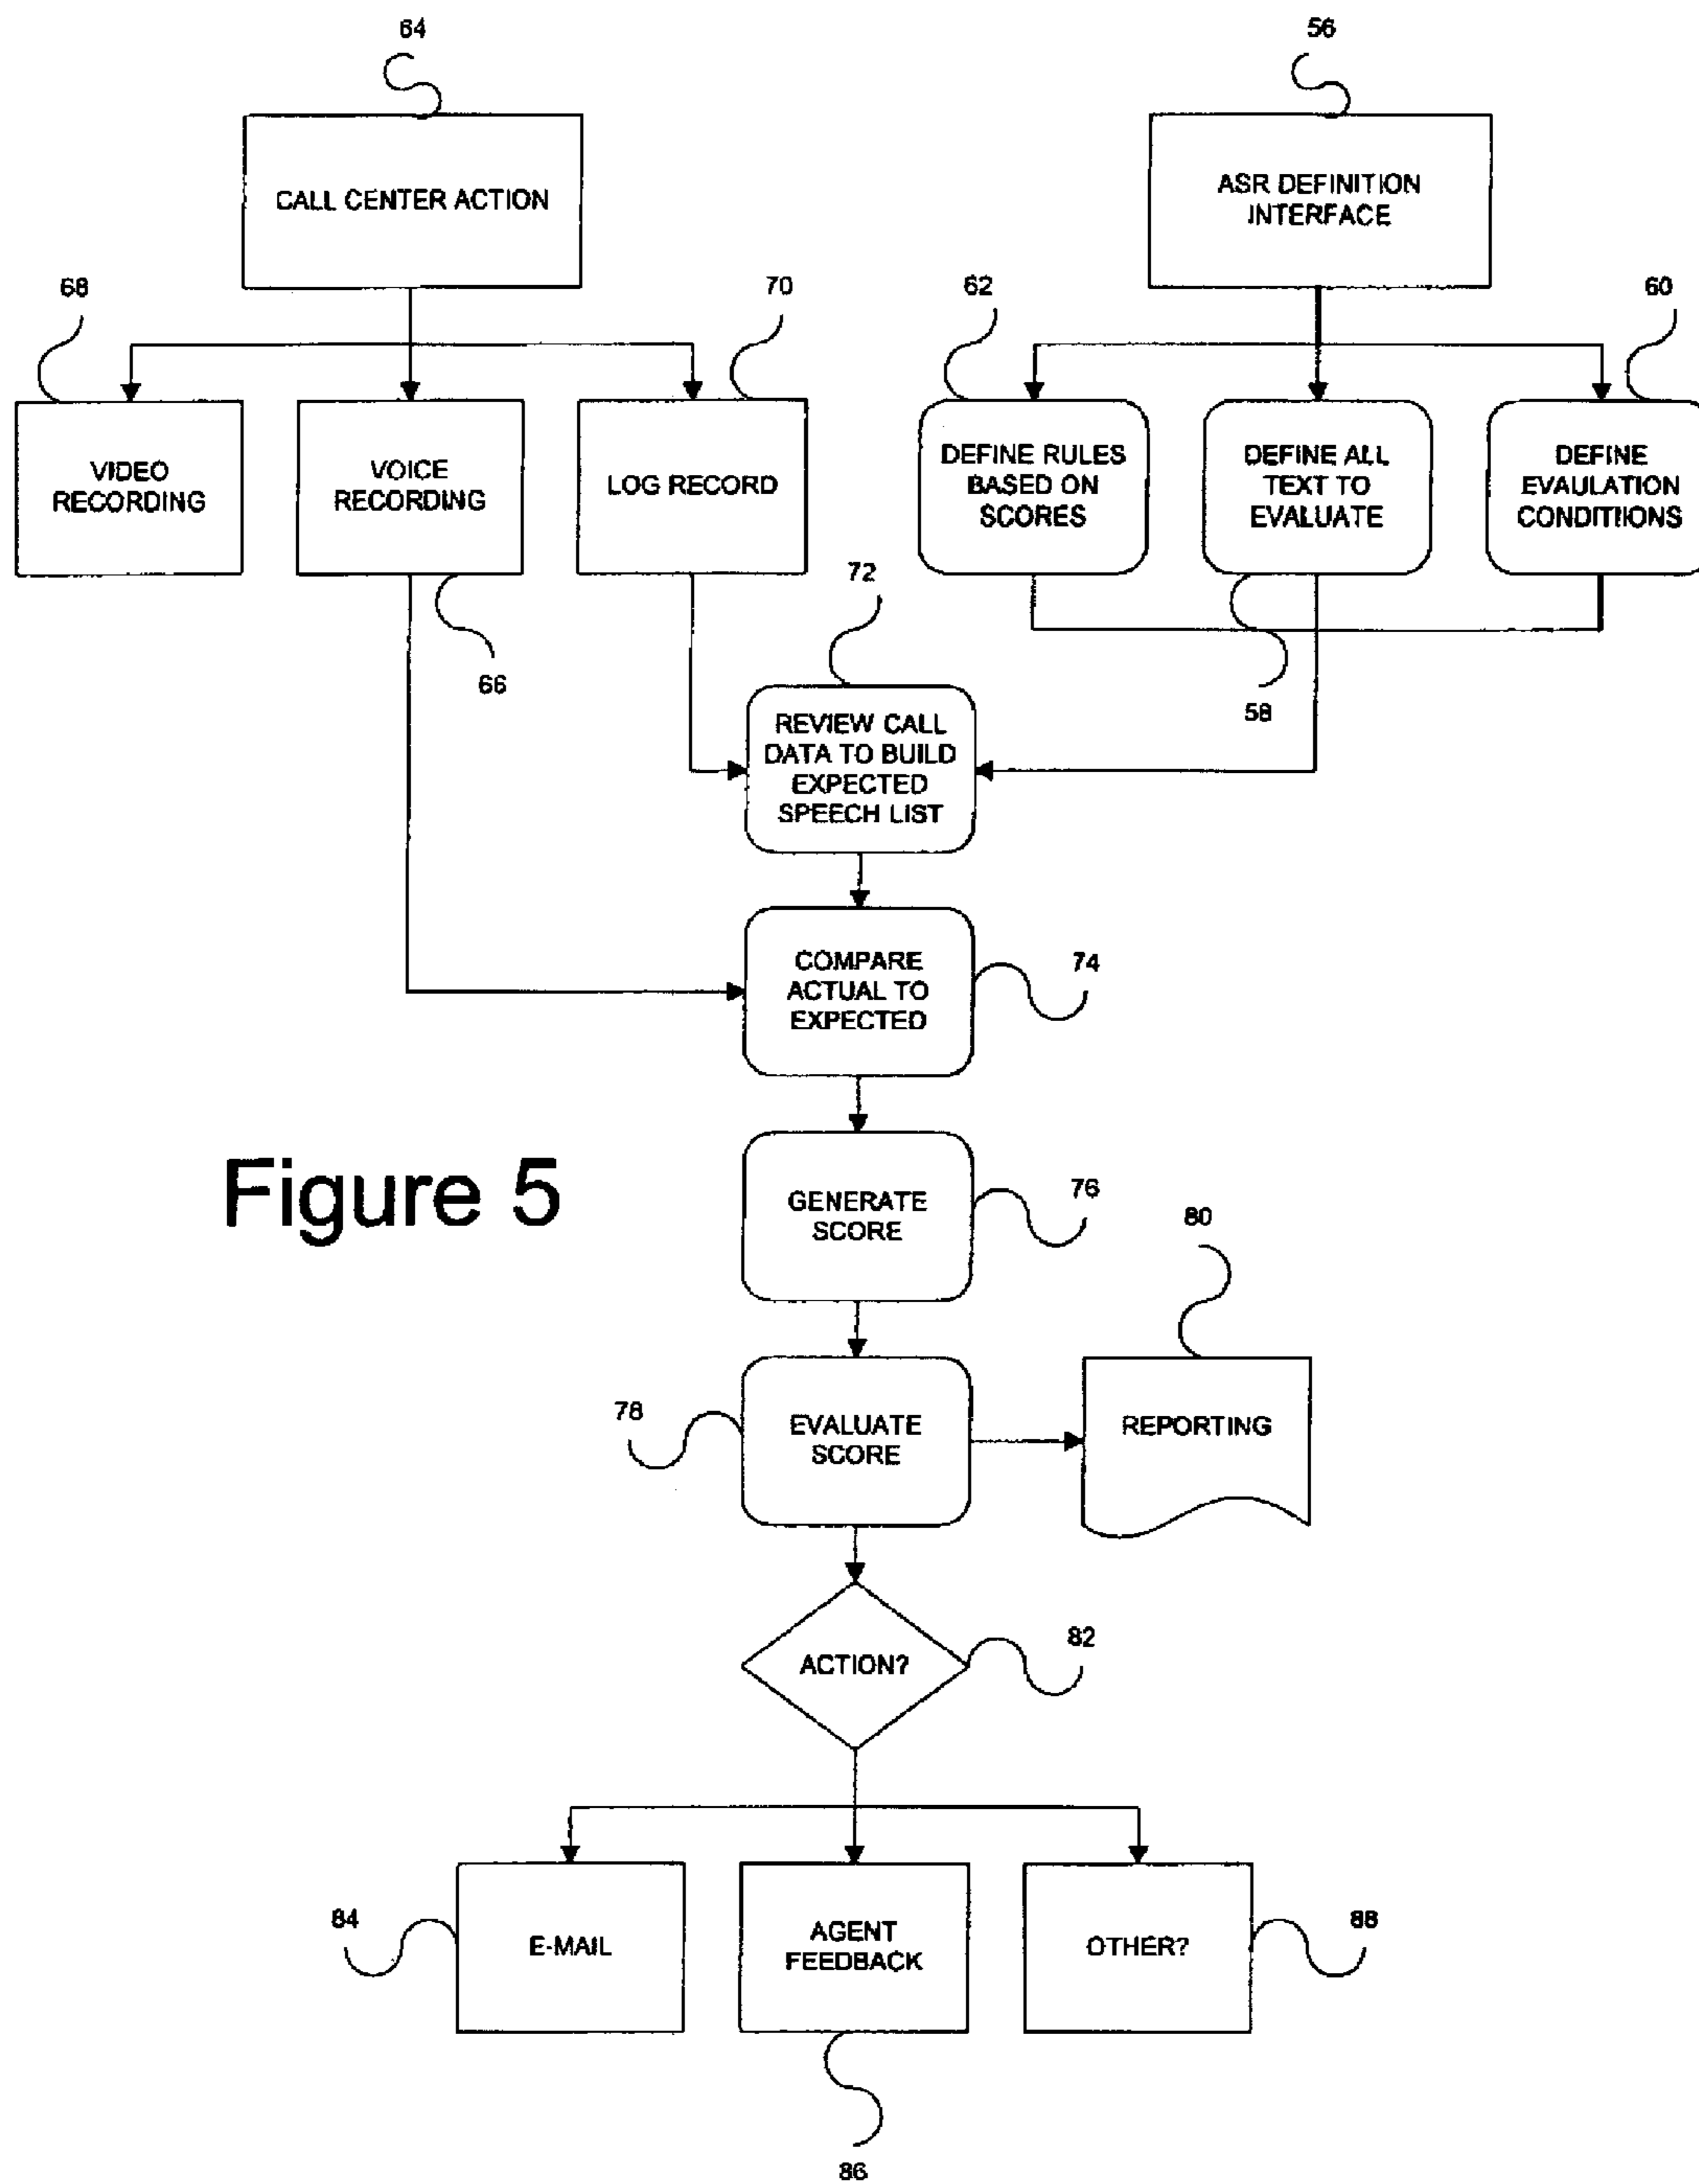 64
56
CALL CENTER ACTION
ASR DEFINITION
INTERFACE
68
70
62
60
VIDEO
RECORDING
VOICE
RECORDING
LOG RECORD
DEFINE RULES
BASED ON
SCORES
DEFINE ALL
TEXT TO
EVALUATE
DEFINE
EVAULATION
CONDITIONS
72
66
58
REVIEW CALL
DATA TO BUILD
EXPECTED
SPEECH LIST
COMPARE
ACTUAL TO
EXPECTED
74
Figure 5
GENERATE
SCORE
76
80
78
EVALUATE
SCORE
REPORTING
ACTION?
82
84
E-MAIL
AGENT
FEEDBACK
OTHER?
88
86